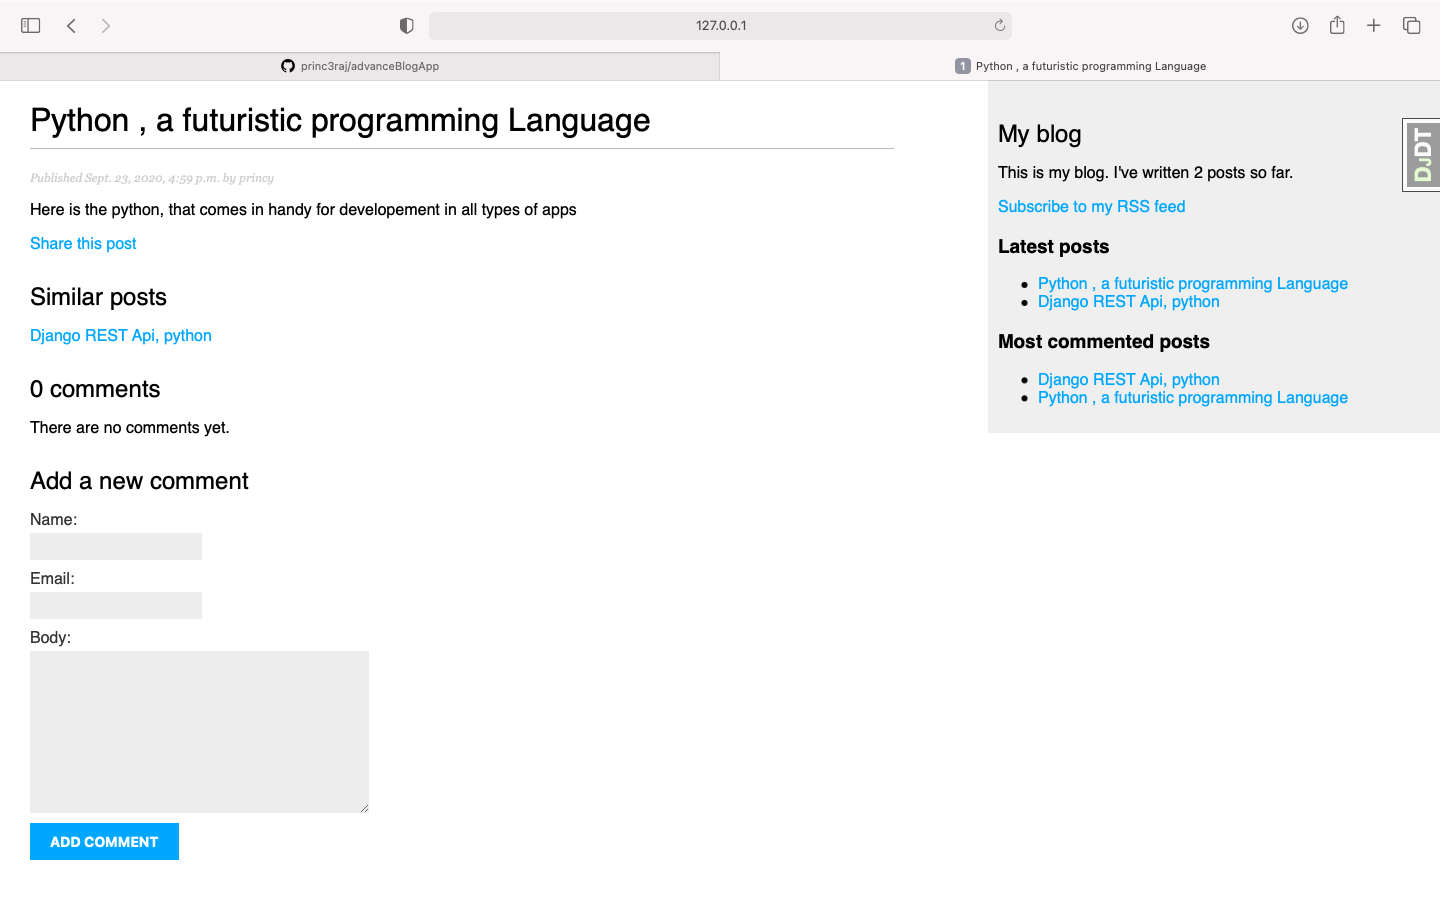 127.0.0.1
princ3raj/advanceBlogApp
1 Python , a futuristic programming Language
Python , a futuristic programming Language
Published Sept. 23, 2020, 4:59 p.m. by princy
Here is the python, that comes in handy for developement in all types of apps
Share this post
Similar posts
Django REST Api, python
0 comments
There are no comments yet.
Add a new comment
Name:
Email:
Body:
ADD COMMENT
My blog
This is my blog. I've written 2 posts so far.
Subscribe to my RSS feed
Latest posts
Python , a futuristic programming Language
Django REST Api, python
Most commented posts
Django REST Api, python
Python , a futuristic programming Language
DJDT